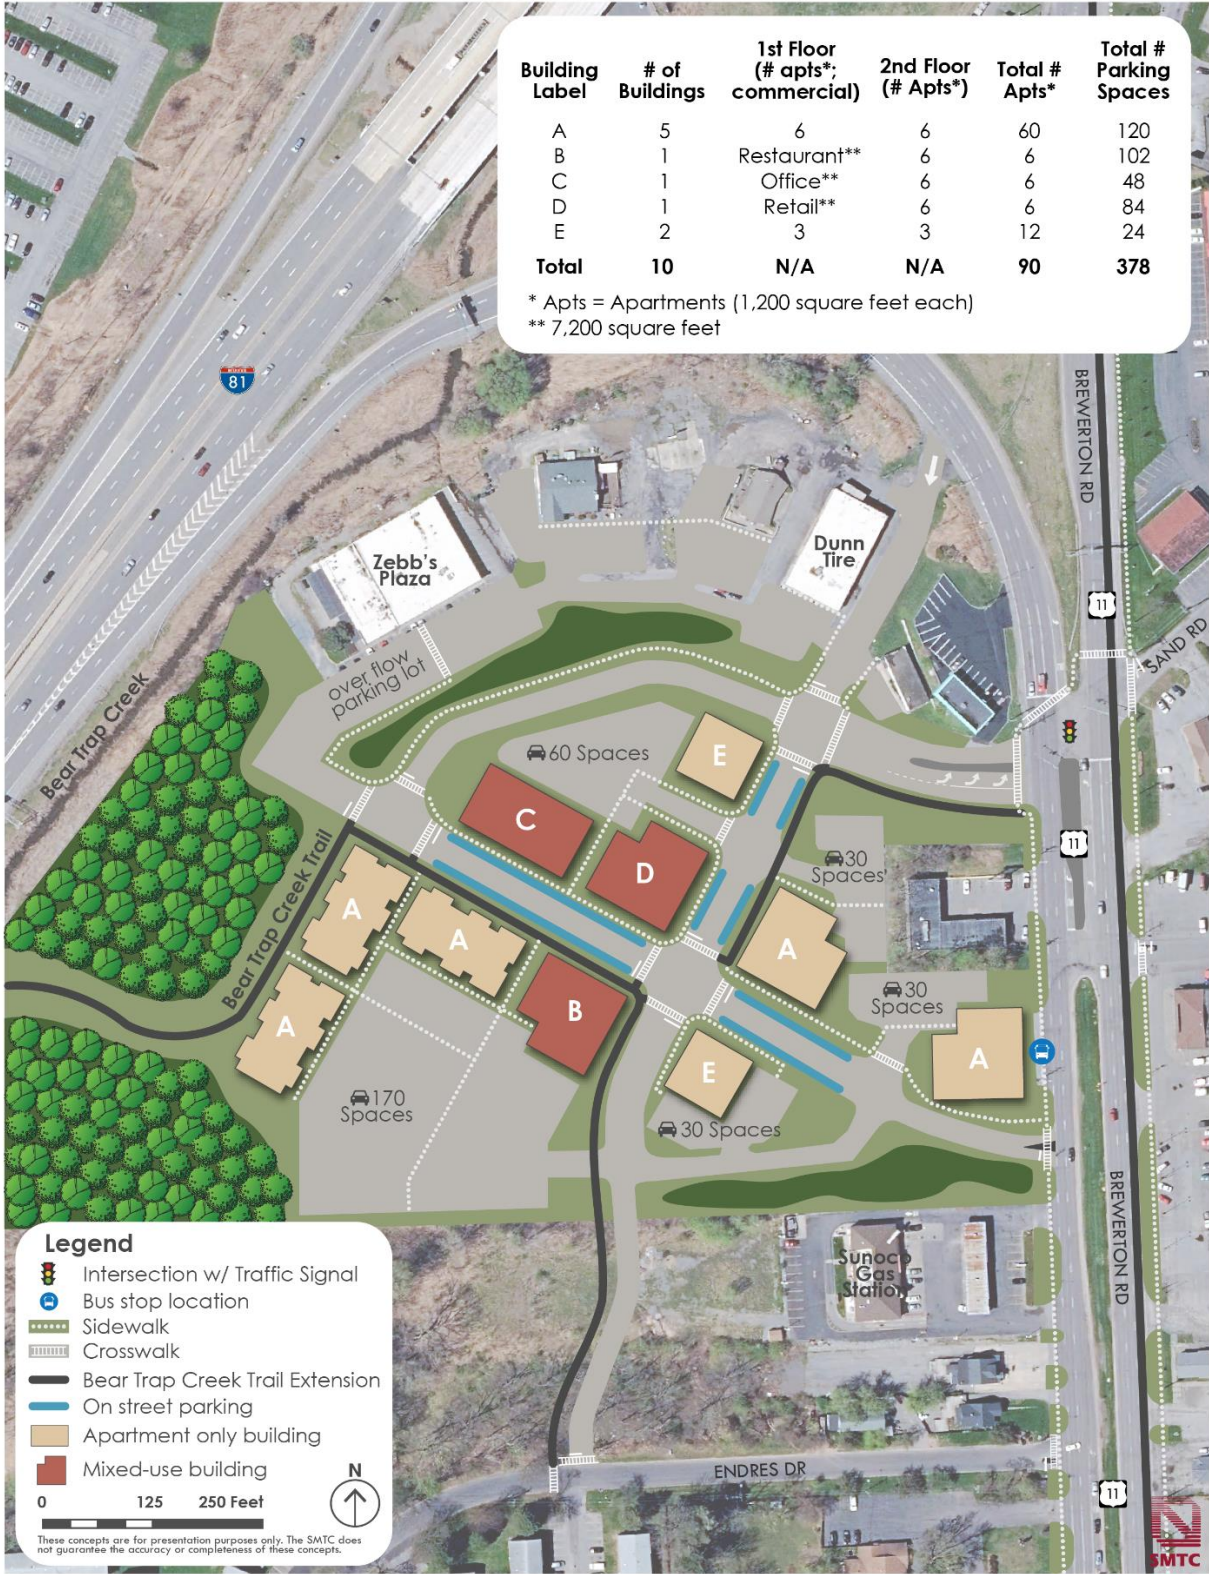 Building Label # of Buildings 1st Floor (# apts*; commercial) 2nd Floor (# Apts*) Total # Apts* Total # Parking Spaces
A 5 6 6 60 120
B 1 Restaurant** 6 6 102
C 1 Office** 6 6 48
D 1 Retail** 6 6 84
E 2 3 3 12 24
Total 10 N/A N/A 90 378
* Apts = Apartments (1,200 square feet each)
** 7,200 square feet
81
BREWERTON RD
Zebb's
Plaza
Dunn
Tire
11
SAND RD
over flow
parking lot
Bear Trap Creek
60 Spaces
E
C
D
11
30
Spaces
Bear Trap Creek Trail
A
A
A
30
Spaces
A
B
A
E
170
Spaces
30 Spaces
BREWERTON RD
Sunoco
Gas
Station
ENDRES DR
11
Legend
Intersection w/ Traffic Signal
Bus stop location
Sidewalk
Crosswalk
Bear Trap Creek Trail Extension
On street parking
Apartment only building
Mixed-use building
N
0 125 250 Feet
These concepts are for presentation purposes only. The SMTC does
not guarantee the accuracy or completeness of these concepts.
SMTC